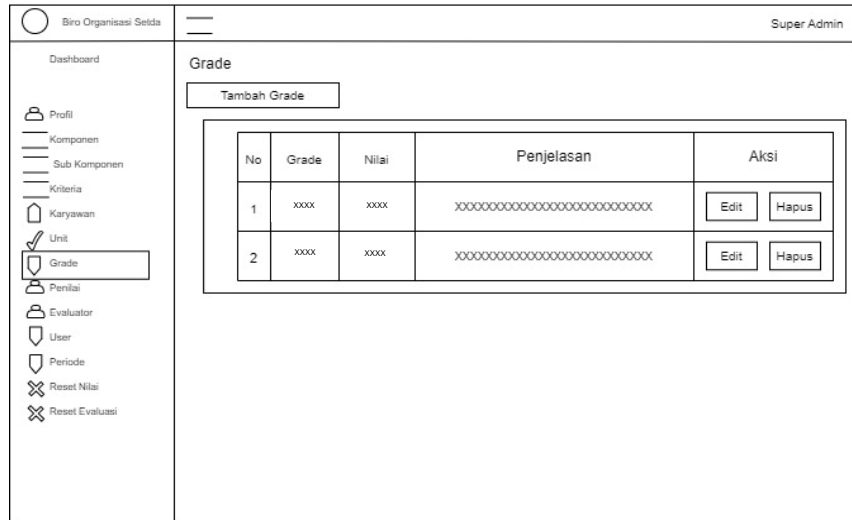 Biro Organisasi Setda
Super Admin
Dashboard
Profil
Komponen
Sub Komponen
Kriteria
Karyawan
Unit
Grade
Penilai
Evaluator
User
Periode
Reset Nilai
Reset Evaluasi
Grade
Tambah Grade
No Grade Nilai Penjelasan Aksi
1 xxxx xxxx XXXXXXXXXXXXXXXXXXXXXXXXXX Edit Hapus
2 xxxx xxxx XXXXXXXXXXXXXXXXXXXXXXXXXX Edit Hapus